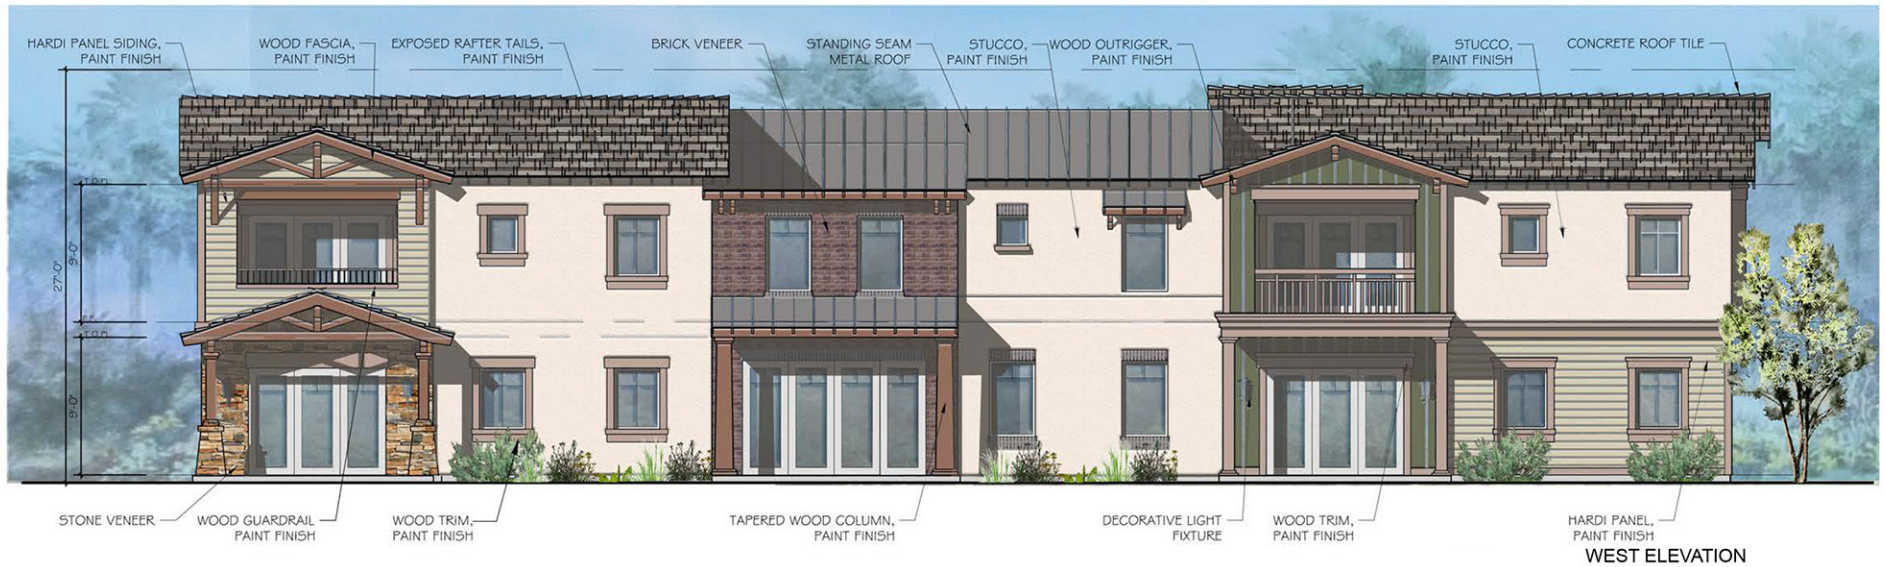 HARDI PANEL SIDING,
PAINT FINISH
WOOD FASCIA,
PAINT FINISH
EXPOSED RAFTER TAILS,
PAINT FINISH
BRICK VENEER
STANDING SEAM
METAL ROOF
STUCCO,
PAINT FINISH
WOOD OUTRIGGER,
PAINT FINISH
STUCCO,
PAINT FINISH
CONCRETE ROOF TILE
T.O.P.
9'-0"
27'-0"
T.O.P.
9'-0"
STONE VENEER
WOOD GUARDRAIL
PAINT FINISH
WOOD TRIM,
PAINT FINISH
TAPERED WOOD COLUMN,
PAINT FINISH
DECORATIVE LIGHT
FIXTURE
WOOD TRIM,
PAINT FINISH
HARDI PANEL,
PAINT FINISH
WEST ELEVATION